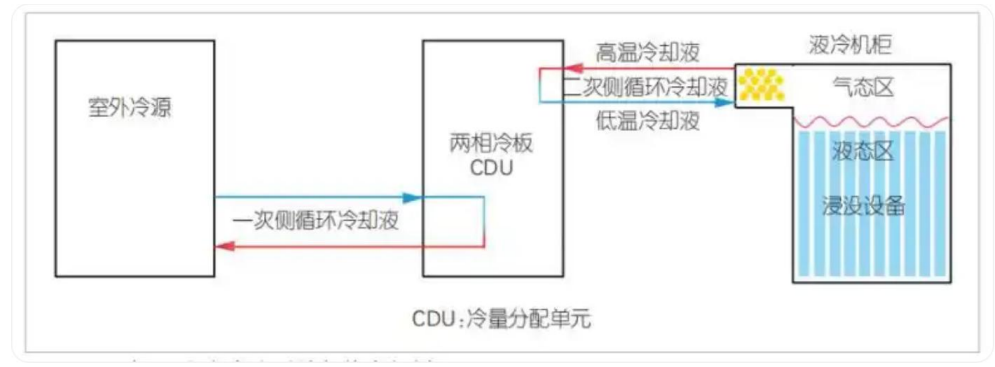 室外冷源
一次侧循环冷却液
两相冷板
CDU
高温冷却液
二次侧循环冷却液
低温冷却液
液冷机柜
气态区
液态区
浸没设备
CDU:冷量分配单元